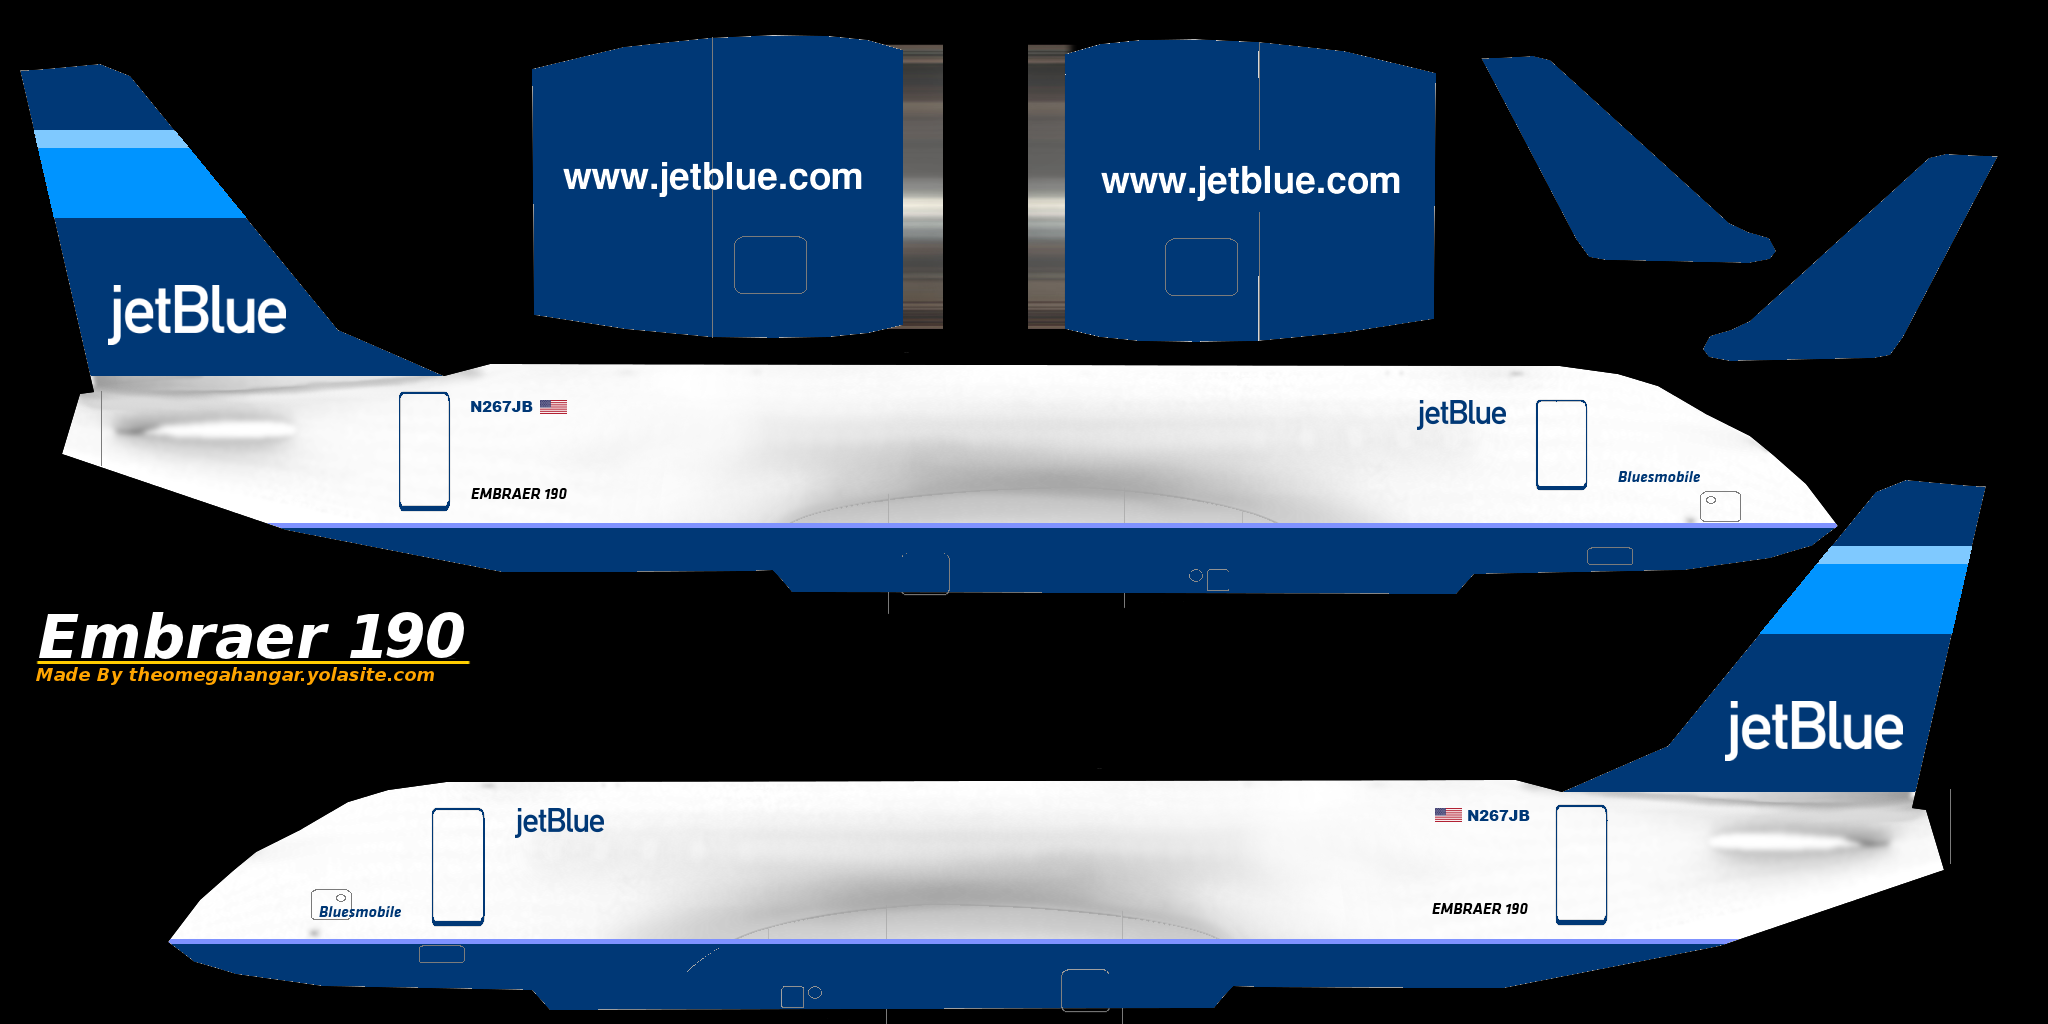 www.jetblue.com
www.jetblue.com
jetBlue
N267JB
jetBlue
Bluesmobile
EMBRAER 190
Embraer 190
Made By theomegahangar.yolasite.com
jetBlue
jetBlue
N267JB
Bluesmobile
EMBRAER 190